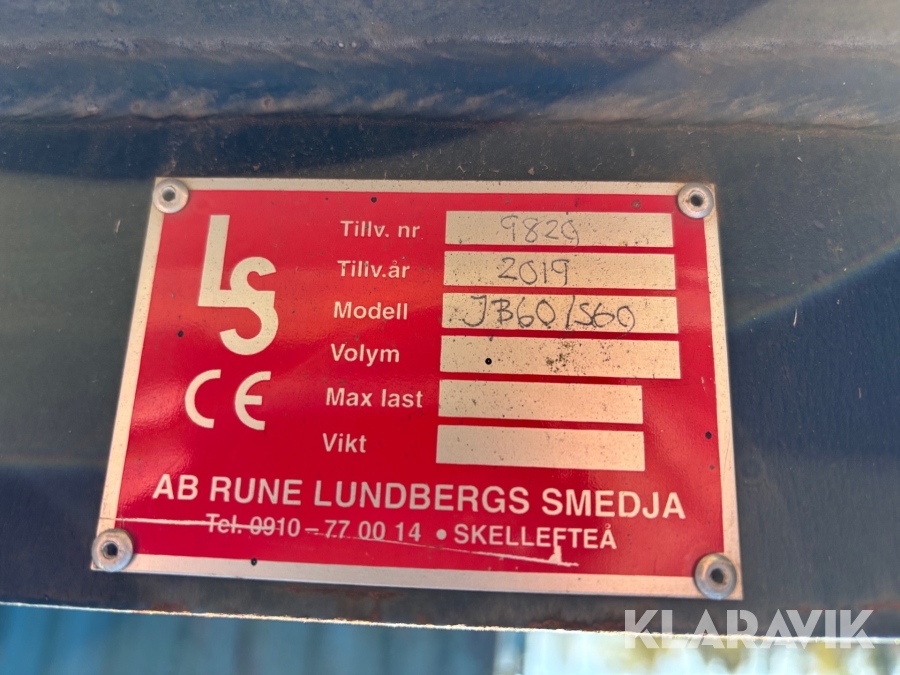 KLARAVIK
LS
CE
Tillv. nr 9829
Tillv.år 2019
Modell JB60/S60
Volym
Max last
Vikt
AB RUNE LUNDBERGS SMEDJA
Tel. 0910-77 00 14 • SKELLEFTEÅ
KLARAVIK